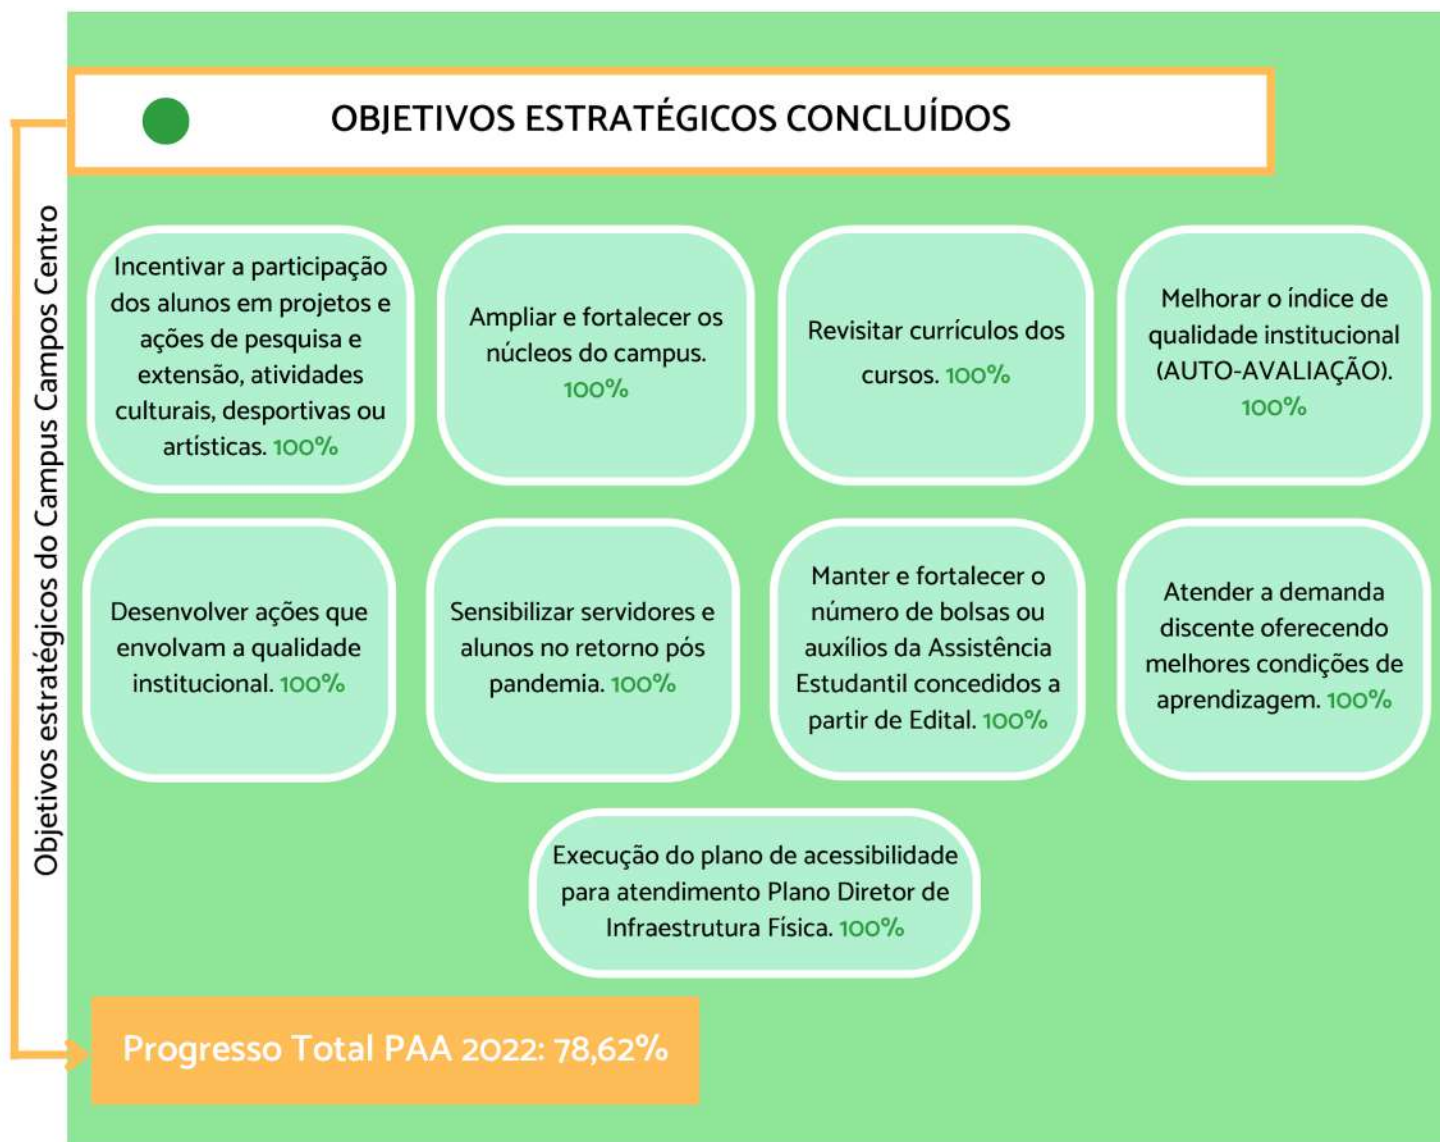 OBJETIVOS ESTRATÉGICOS CONCLUÍDOS
Objetivos estratégicos do Campus Campos Centro
Incentivar a participação
dos alunos em projetos e
ações de pesquisa e
extensão, atividades
culturais, desportivas ou
artísticas. 100%
Ampliar e fortalecer os
núcleos do campus.
100%
Revisitar currículos dos
cursos. 100%
Melhorar o índice de
qualidade institucional
(AUTO-AVALIAÇÃO).
100%
Desenvolver ações que
envolvam a qualidade
institucional. 100%
Sensibilizar servidores e
alunos no retorno pós
pandemia. 100%
Manter e fortalecer o
número de bolsas ou
auxílios da Assistência
Estudantil concedidos a
partir de Edital. 100%
Atender a demanda
discente oferecendo
melhores condições de
aprendizagem. 100%
Execução do plano de acessibilidade
para atendimento Plano Diretor de
Infraestrutura Física. 100%
Progresso Total PAA 2022: 78,62%